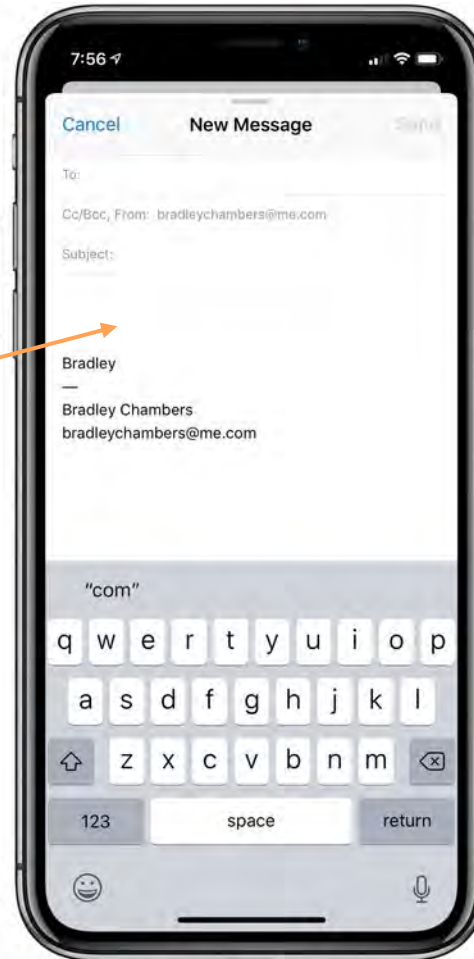 7:56
Cancel New Message Send
To:
Cc/Bcc, From: bradleychambers@me.com
Subject:
Bradley
—
Bradley Chambers
bradleychambers@me.com
"com"
q w e r t y u i o p
a s d f g h j k l
z x c v b n m
123 space return